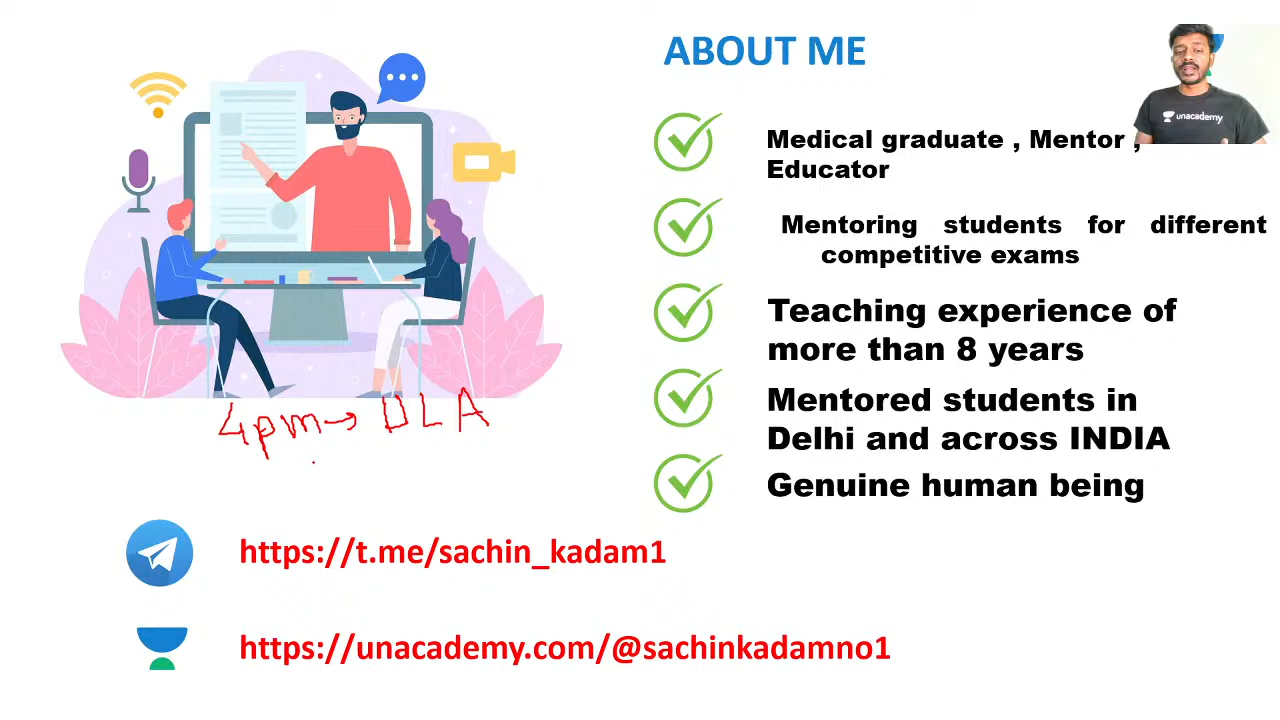 ABOUT ME
unacademy
Medical graduate , Mentor ,
Educator
Mentoring students for different
competitive exams
Teaching experience of
more than 8 years
Mentored students in
Delhi and across INDIA
Genuine human being
4pm→ DLA
https://t.me/sachin_kadam1
https://unacademy.com/@sachinkadamno1